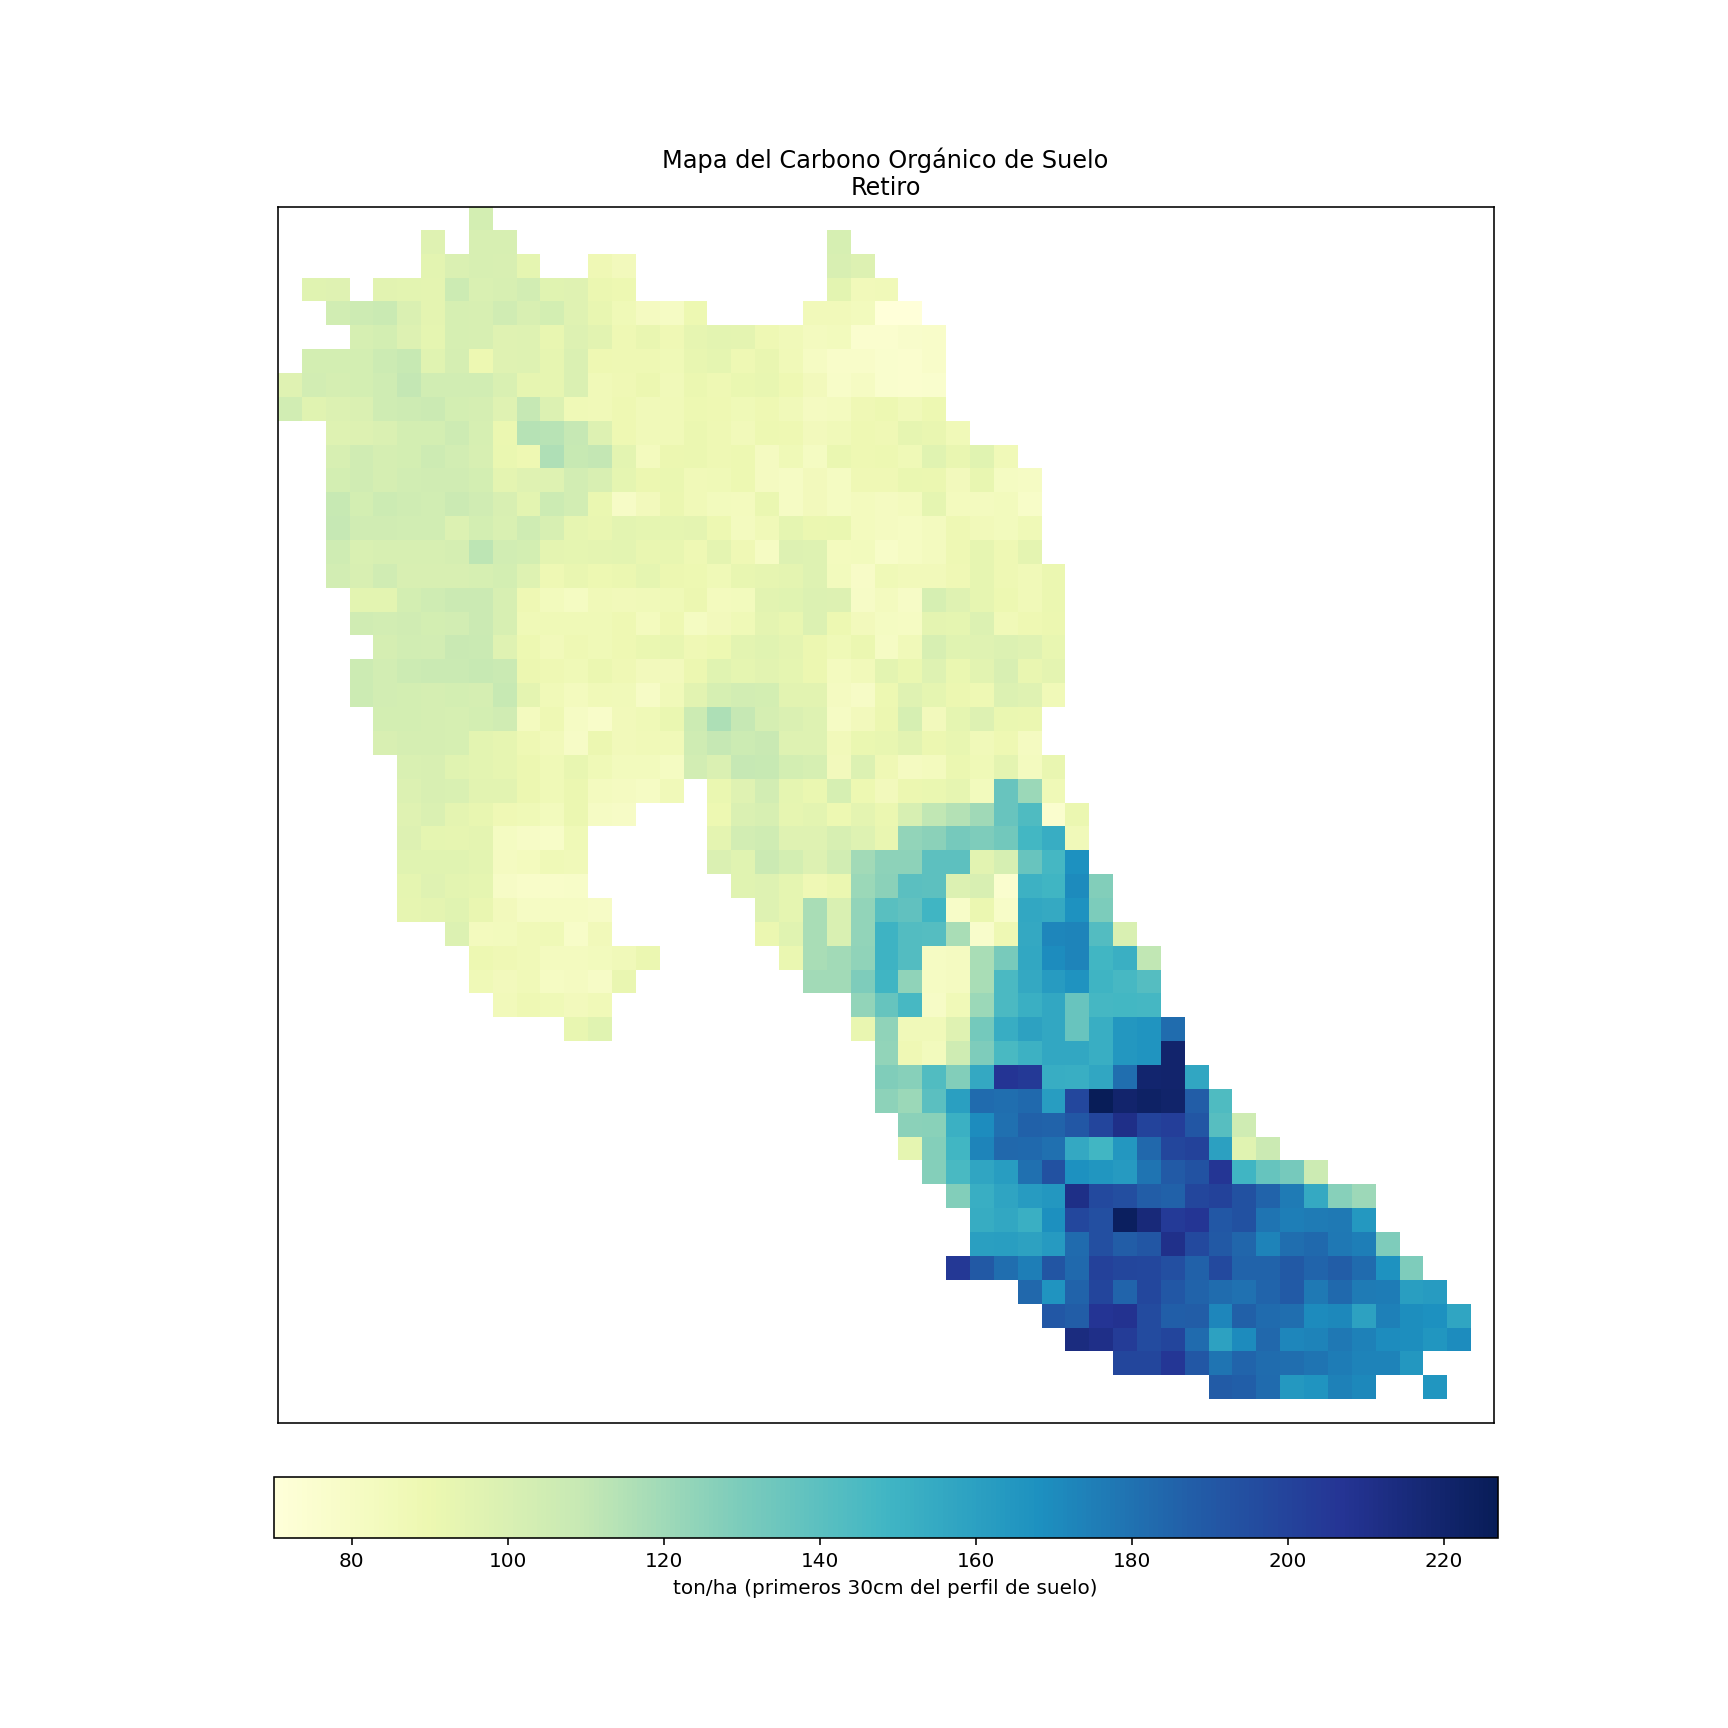 Mapa del Carbono Orgánico de Suelo
Retiro
80 100 120 140 160 180 200 220
ton/ha (primeros 30cm del perfil de suelo)